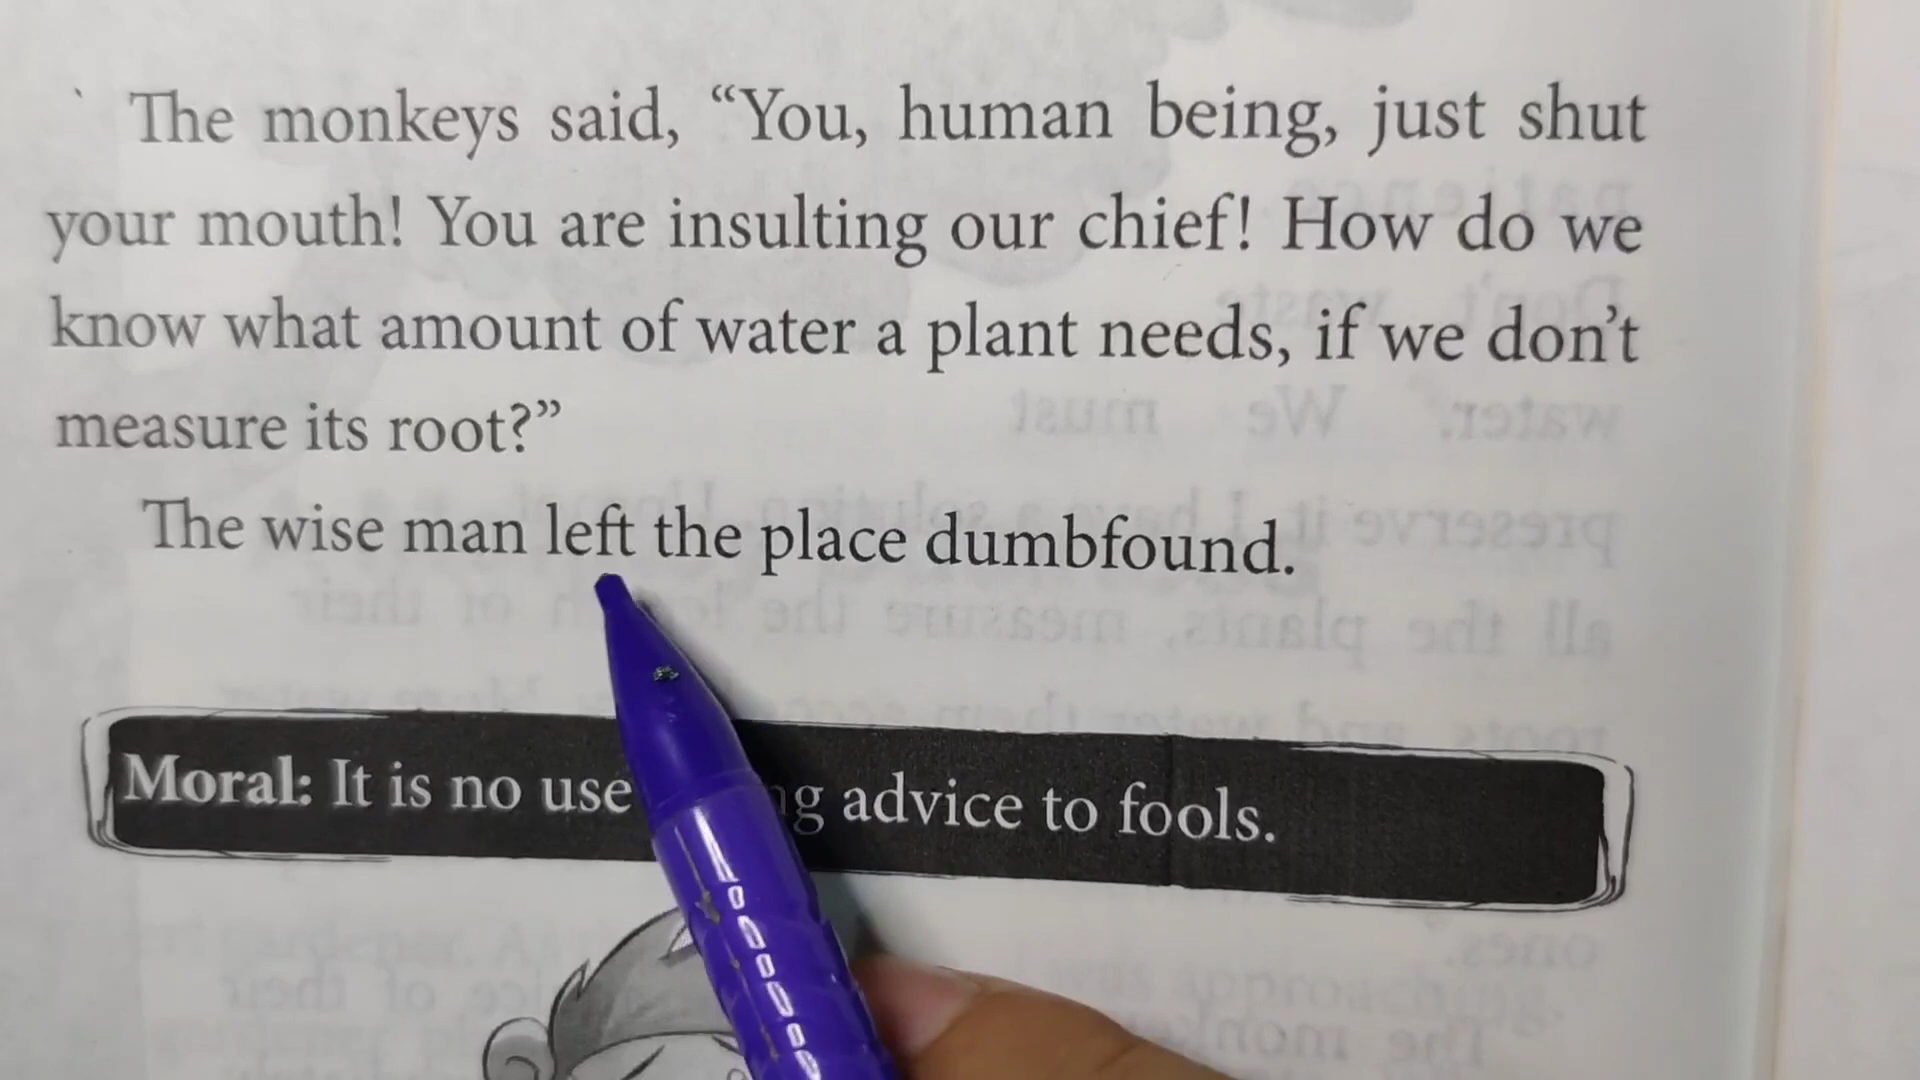 The monkeys said, “You, human being, just shut
your mouth! You are insulting our chief! How do we
know what amount of water a plant needs, if we don’t
measure its root?”
The wise man left the place dumbfound.
Moral: It is no use advice to fools.